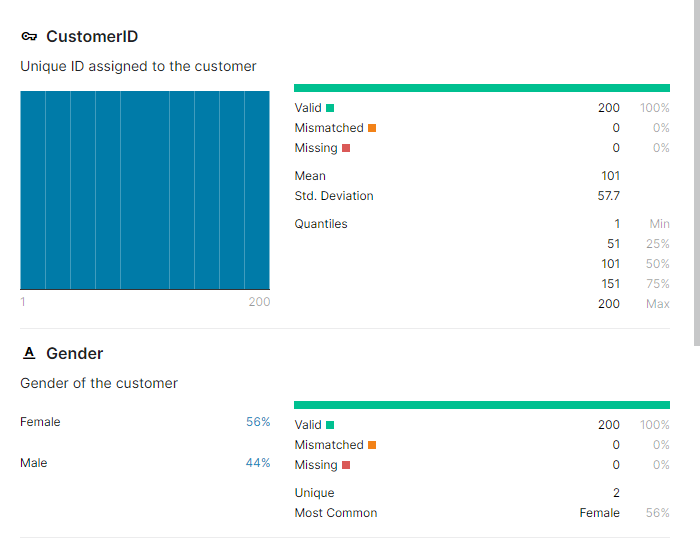 CustomerID
Unique ID assigned to the customer
1 200
Valid 200 100%
Mismatched 0 0%
Missing 0 0%
Mean 101
Std. Deviation 57.7
Quantiles 1 Min
51 25%
101 50%
151 75%
200 Max
A Gender
Gender of the customer
Female 56%
Male 44%
Valid 200 100%
Mismatched 0 0%
Missing 0 0%
Unique 2
Most Common Female 56%